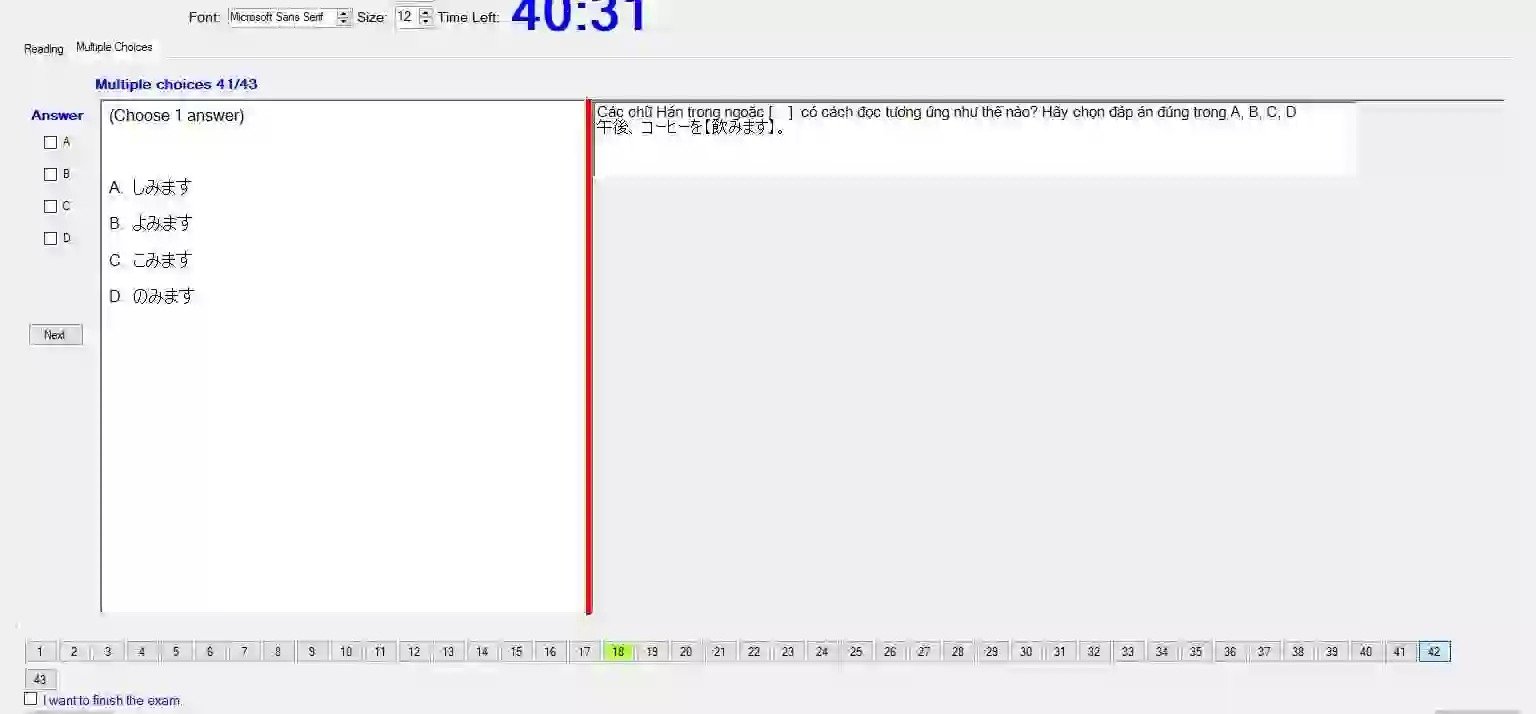 Font: Microsoft Sans Serif Size: 12 Time Left: 40:31
Reading Multiple Choices
Multiple choices 41/43
Answer
A
B
C
D
Next
(Choose 1 answer)
A. しみます
B. よみます
C. こみます
D. のみます
Các chữ Hán trong ngoặc [ ] có cách đọc tương ứng như thế nào? Hãy chọn đáp án đúng trong A, B, C, D
午後、コーヒーを【飲みます】。
1 2 3 4 5 6 7 8 9 10 11 12 13 14 15 16 17 18 19 20 21 22 23 24 25 26 27 28 29 30 31 32 33 34 35 36 37 38 39 40 41 42
43
I want to finish the exam